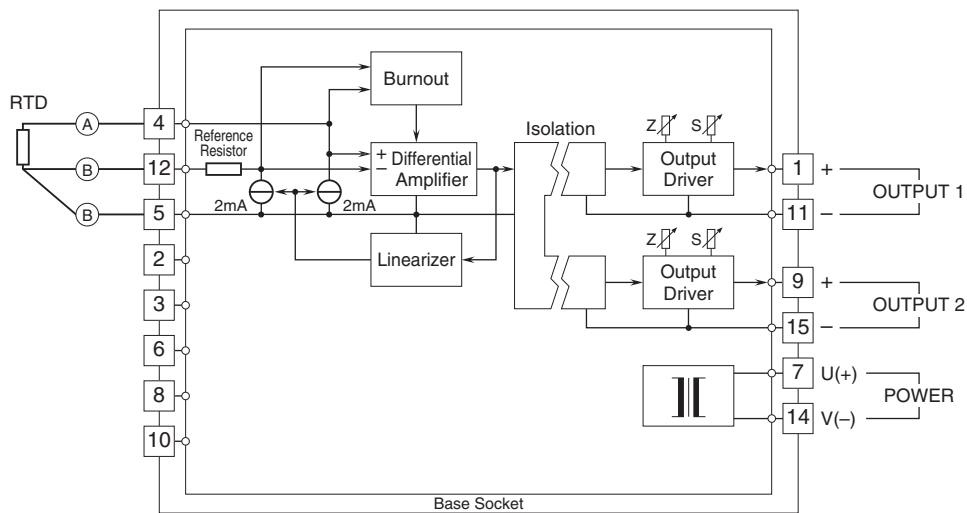 Burnout
RTD
A
4
Reference
Resistor
Isolation
Z
S
B
12
+
−
Differential
Amplifier
Output
Driver
1
+
OUTPUT 1
2mA
2mA
B
5
11
−
Z
S
2
Linearizer
Output
Driver
9
+
OUTPUT 2
3
15
−
6
7
U(+)
POWER
8
14
V(−)
10
Base Socket